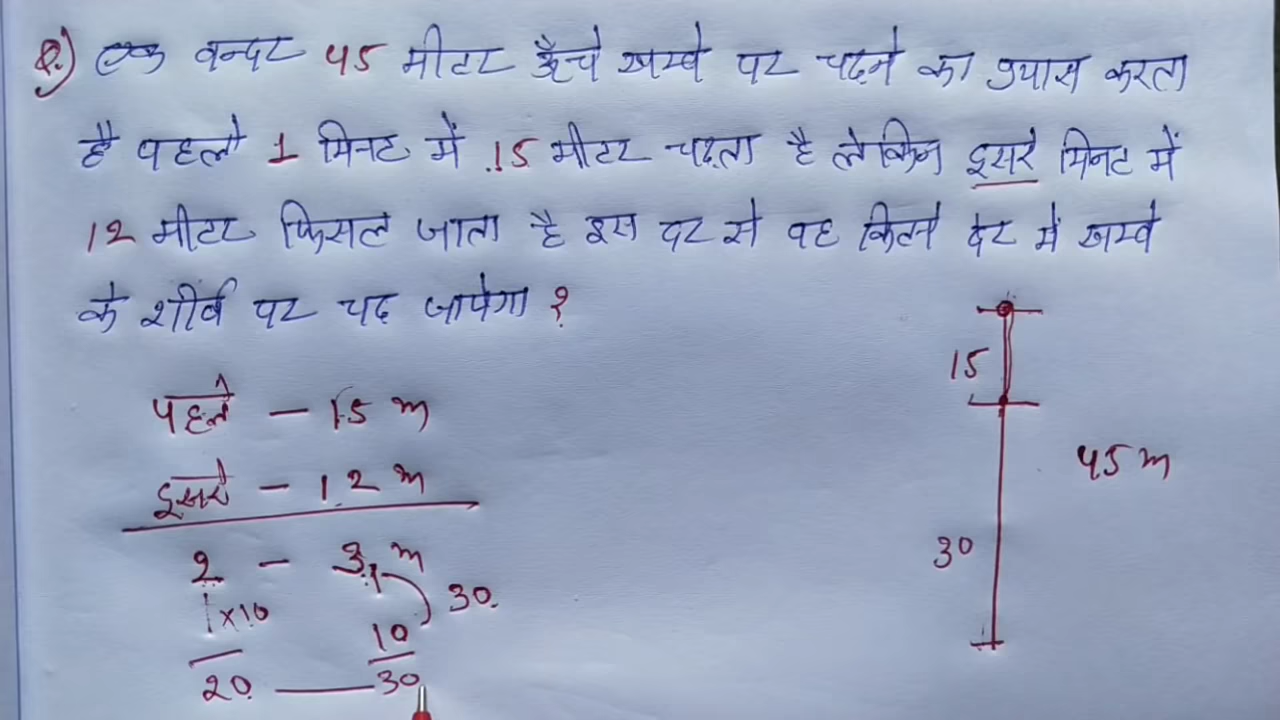 Q.) एक बन्दर 45 मीटर ऊँचे खम्बे पर चढ़ने का प्रयास करता
है पहले 1 मिनट में 15 मीटर चढ़ता है लेकिन दुसरे मिनट में
12 मीटर फिसल जाता है इस दर से वह कितने देर में खम्बे
के शीर्ष पर चढ़ जायेगा ?
पहले - 15 m
दुसरे - 12 m
2 - 3 m
×10 30
10
20 30
15
45 m
30